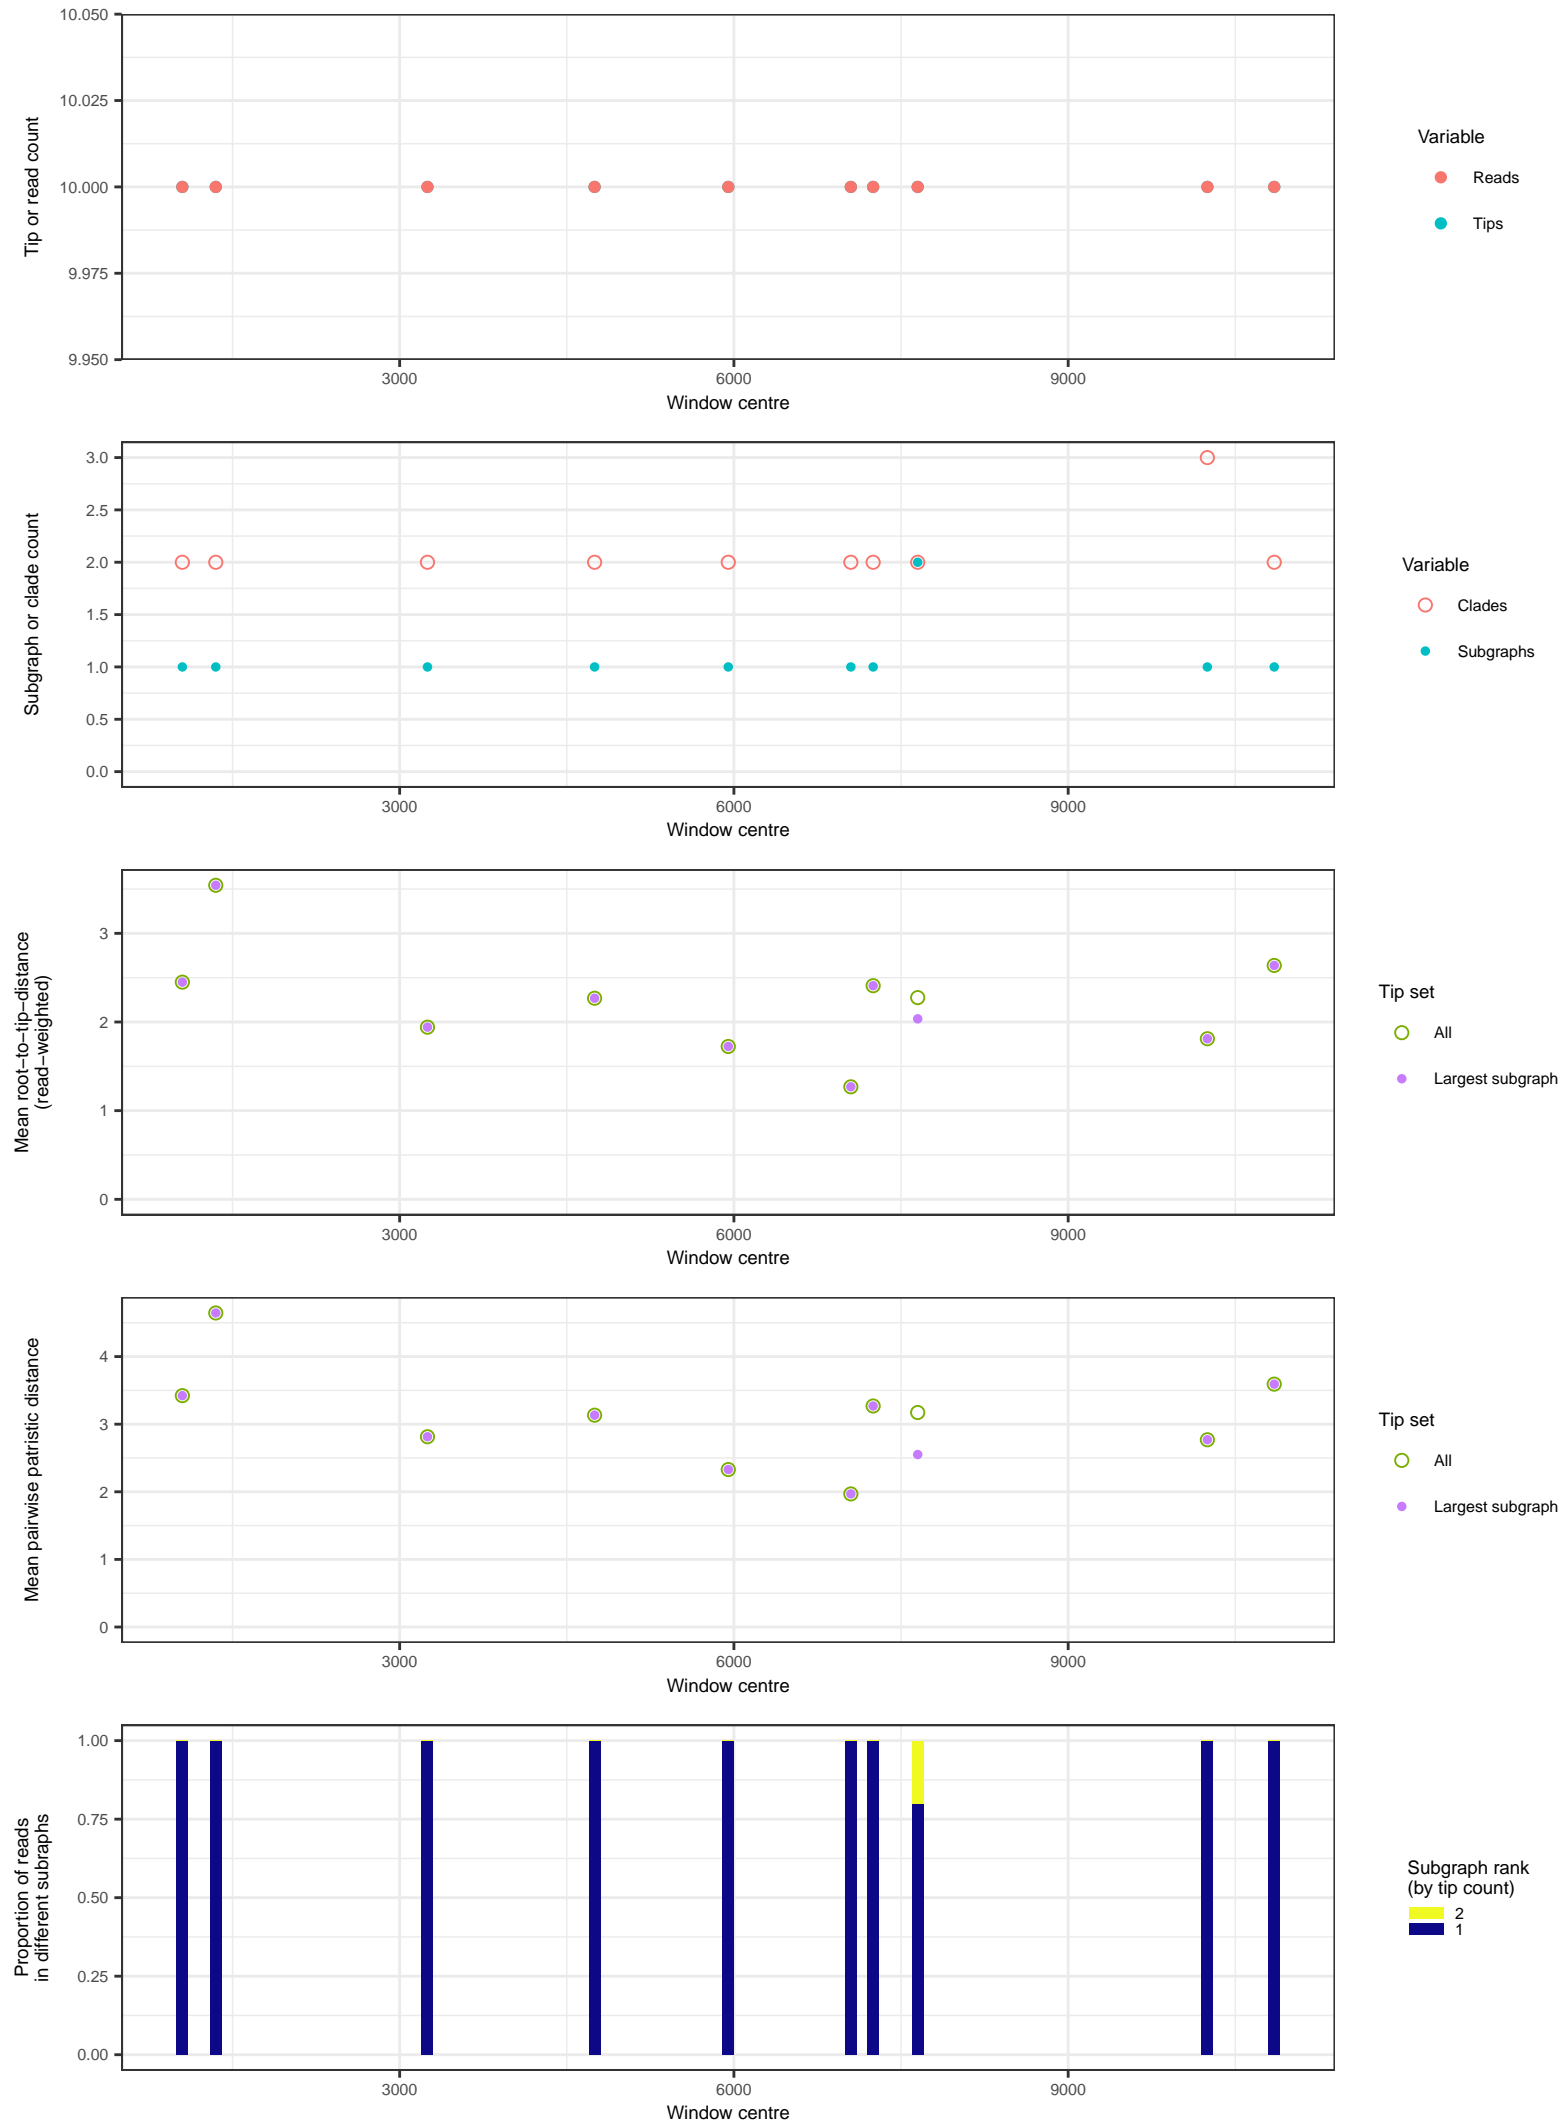 10.050
10.025
10.000
9.975
9.950
Tip or read count
3000 6000 9000
Window centre
Variable
Reads
Tips
3.0
2.5
2.0
1.5
1.0
0.5
0.0
Subgraph or clade count
3000 6000 9000
Window centre
Variable
Clades
Subgraphs
3
2
1
0
Mean root−to−tip−distance
(read−weighted)
3000 6000 9000
Window centre
Tip set
All
Largest subgraph
4
3
2
1
0
Mean pairwise patristic distance
3000 6000 9000
Window centre
Tip set
All
Largest subgraph
1.00
0.75
0.50
0.25
0.00
Proportion of reads
in different subraphs
3000 6000 9000
Window centre
Subgraph rank
(by tip count)
2
1